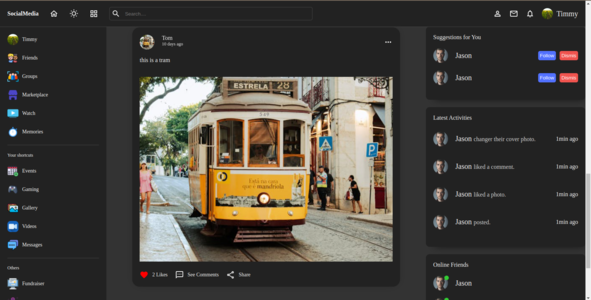 SocialMedia
Search...
Timmy
Timmy
Friends
Groups
Marketplace
Watch
Memories
Your shortcuts
Events
Gaming
Gallery
Videos
Messages
Others
Fundraiser
Tom
10 days ago
this is a tram
ESTRELA 28
P
2 Likes
See Comments
Share
Suggestions for You
Jason
Follow
Dismiss
Jason
Follow
Dismiss
Latest Activities
Jason changed their cover photo.
1min ago
Jason liked a comment.
1min ago
Jason liked a photo.
1min ago
Jason posted.
1min ago
Online Friends
Jason